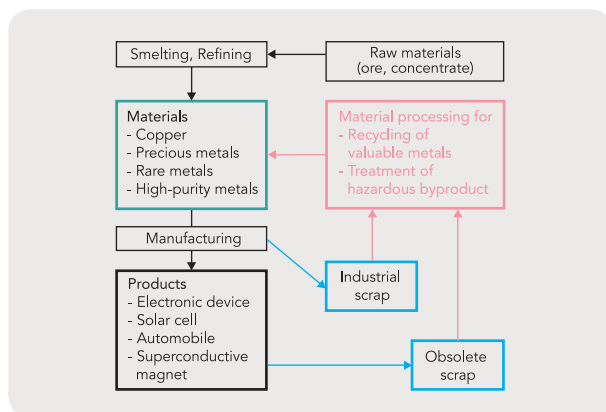 Smelting, Refining
Raw materials
(ore, concentrate)
Materials
- Copper
- Precious metals
- Rare metals
- High-purity metals
Material processing for
- Recycling of
valuable metals
- Treatment of
hazardous byproduct
Manufacturing
Industrial
scrap
Products
- Electronic device
- Solar cell
- Automobile
- Superconductive
magnet
Obsolete
scrap